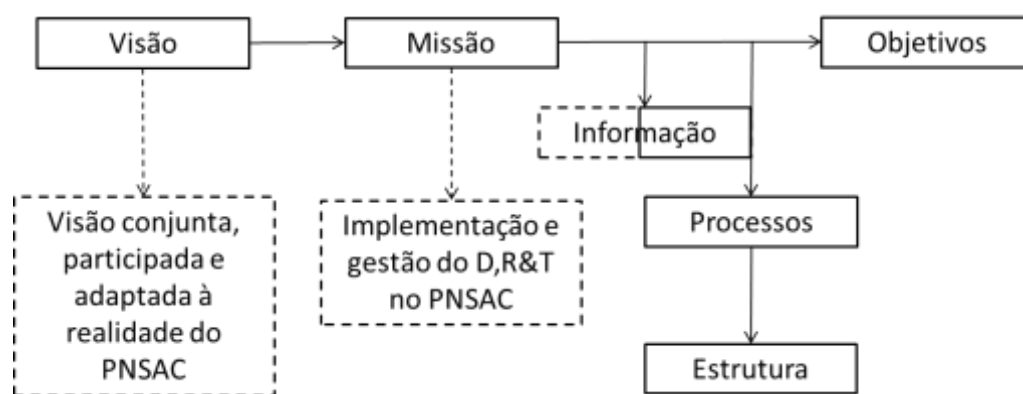 Visão
Missão
Objetivos
Informação
Visão conjunta,
participada e
adaptada à
realidade do
PNSAC
Implementação e
gestão do D,R&T
no PNSAC
Processos
Estrutura